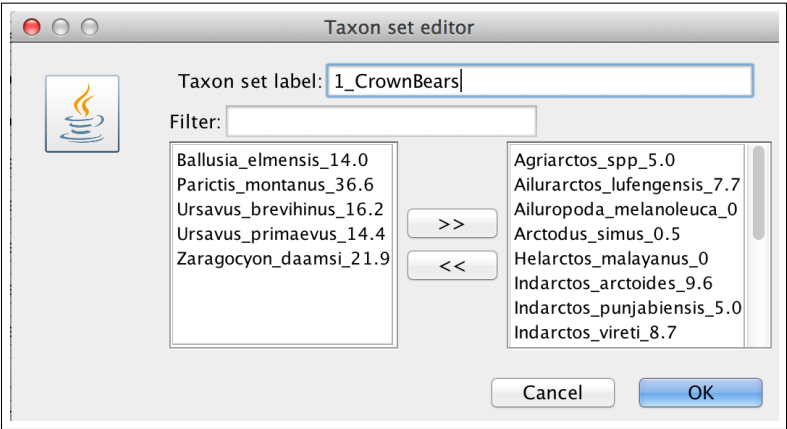 Taxon set editor
Taxon set label: 1_CrownBears
Filter:
Ballusia_elmensis_14.0
Parictis_montanus_36.6
Ursavus_brevihinus_16.2
Ursavus_primaevus_14.4
Zaragocyon_daamsi_21.9
>>
<<
Agriarctos_spp_5.0
Ailurarctos_lufengensis_7.7
Ailuropoda_melanoleuca_0
Arctodus_simus_0.5
Helarctos_malayanus_0
Indarctos_arctoides_9.6
Indarctos_punjabiensis_5.0
Indarctos_vireti_8.7
Cancel
OK